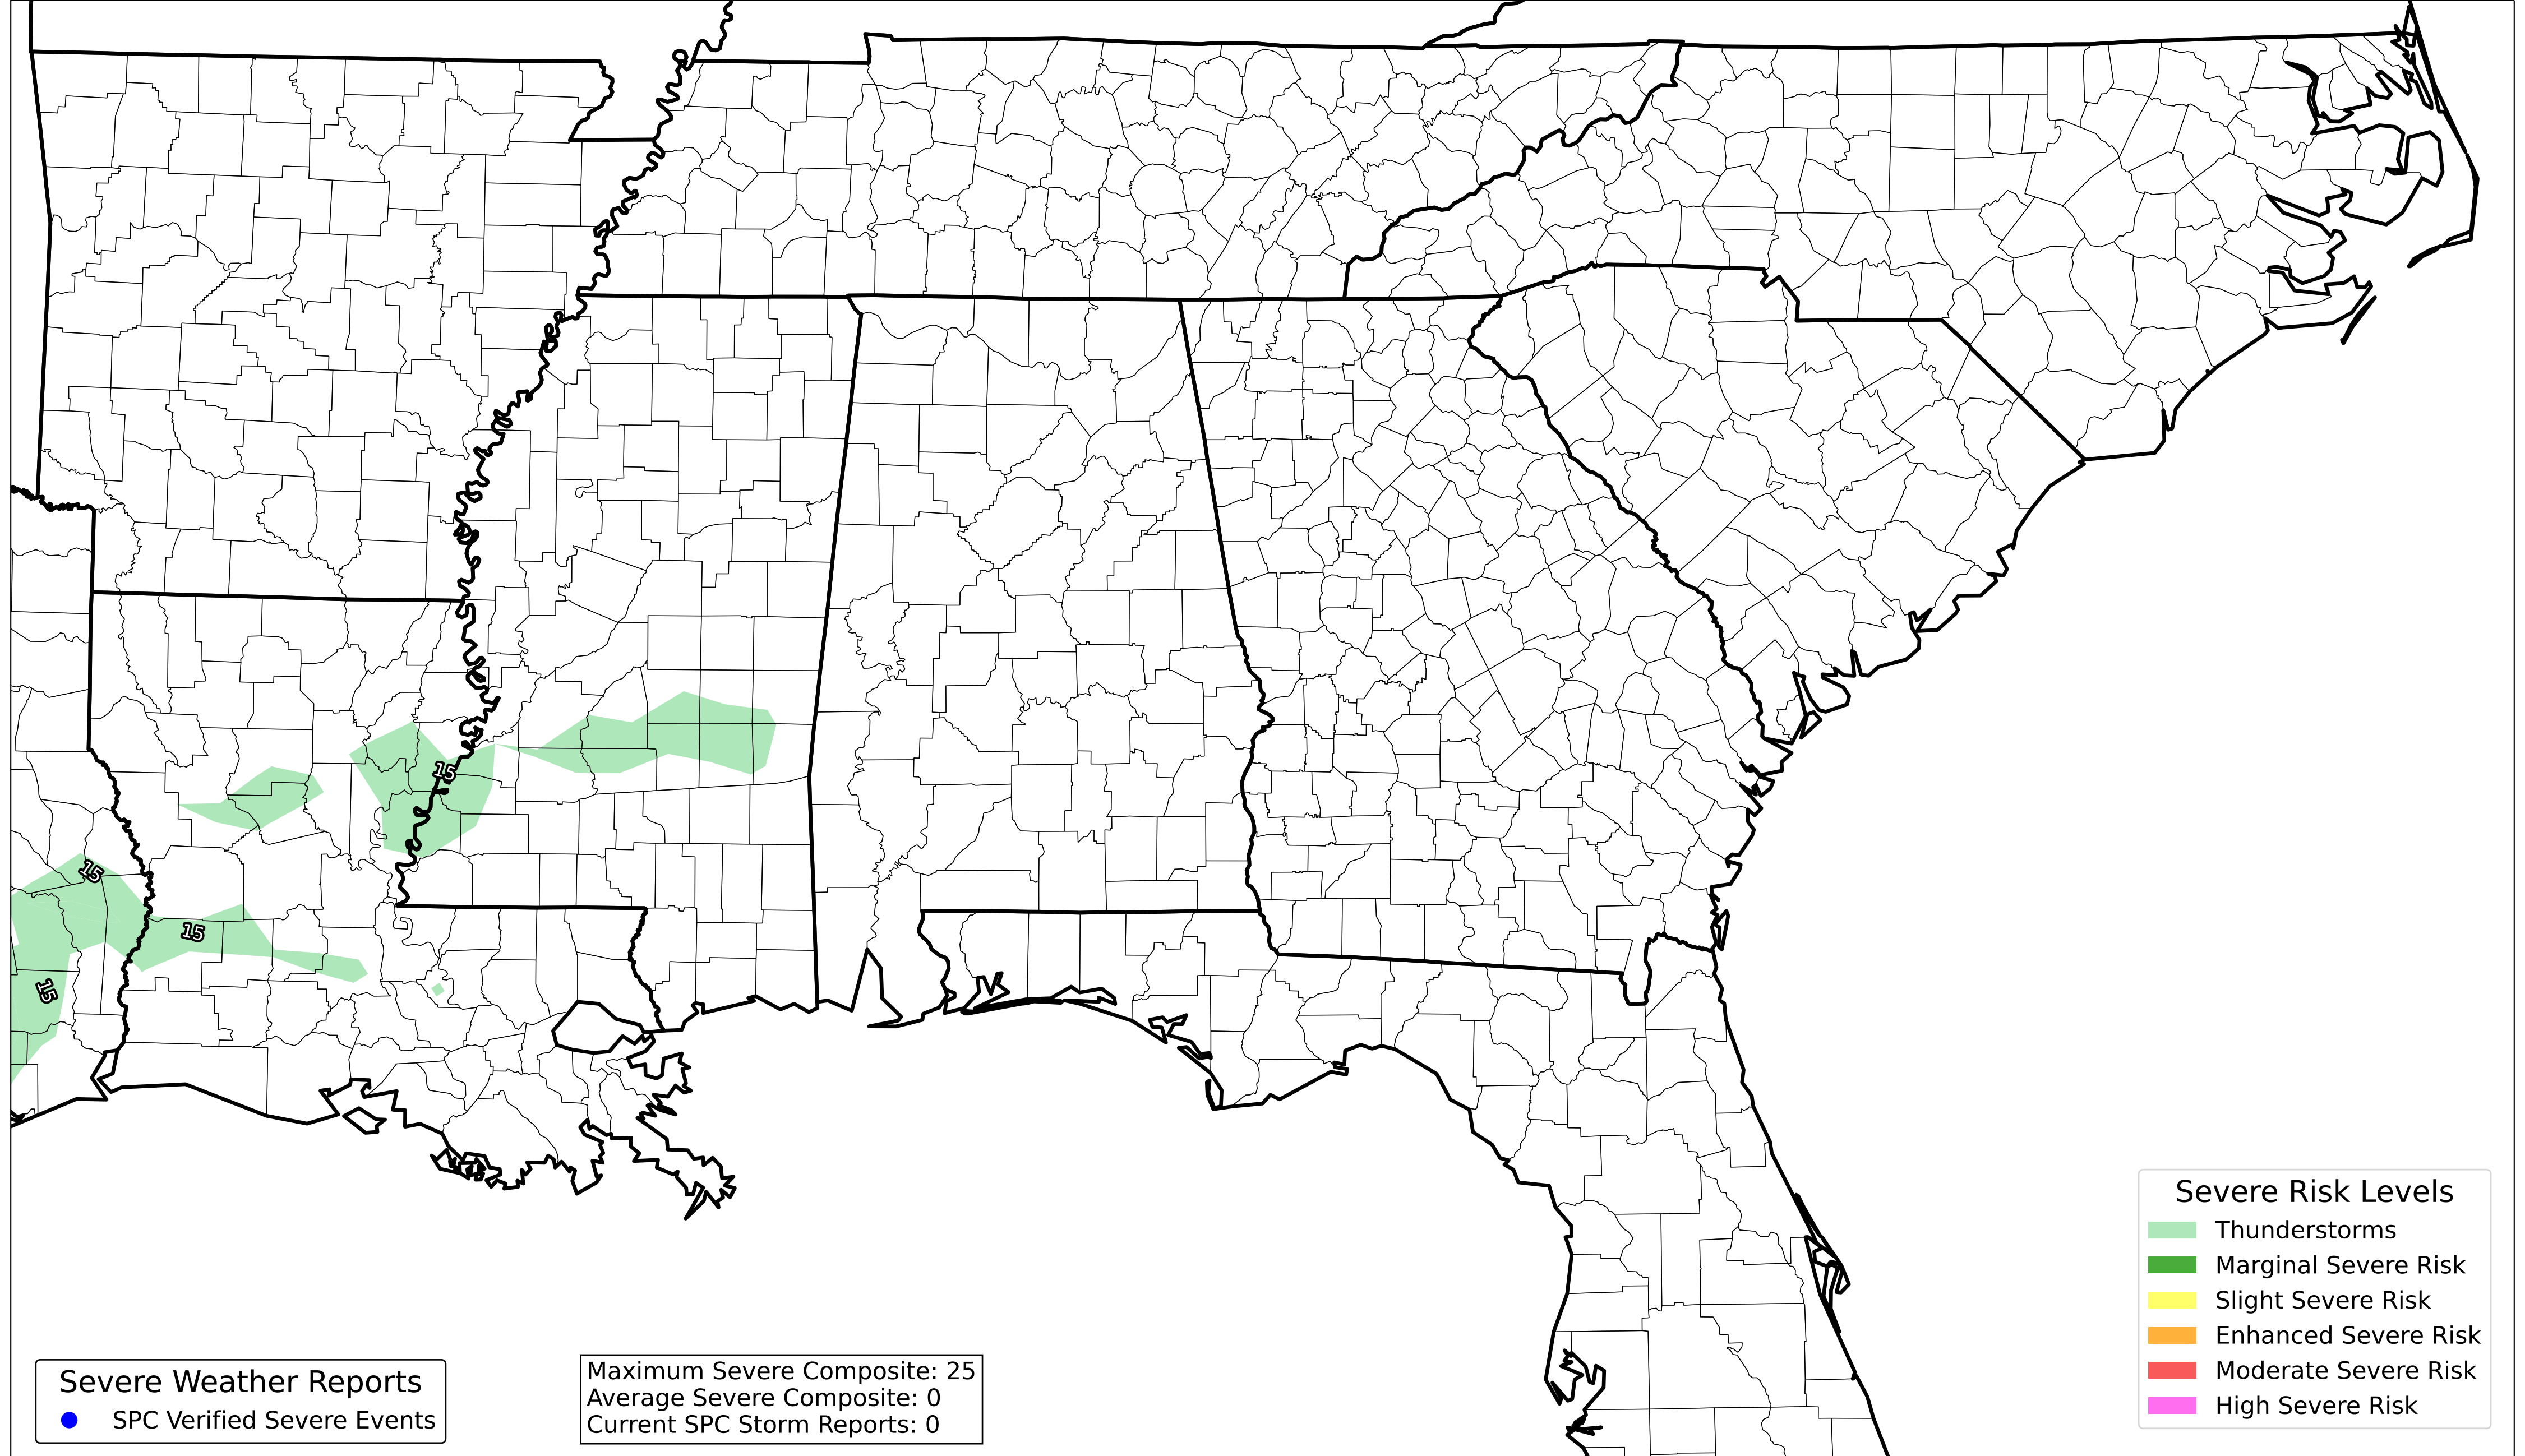 15
15
15
15
Severe Risk Levels
Thunderstorms
Marginal Severe Risk
Slight Severe Risk
Enhanced Severe Risk
Moderate Severe Risk
High Severe Risk
Severe Weather Reports
SPC Verified Severe Events
Maximum Severe Composite: 25
Average Severe Composite: 0
Current SPC Storm Reports: 0